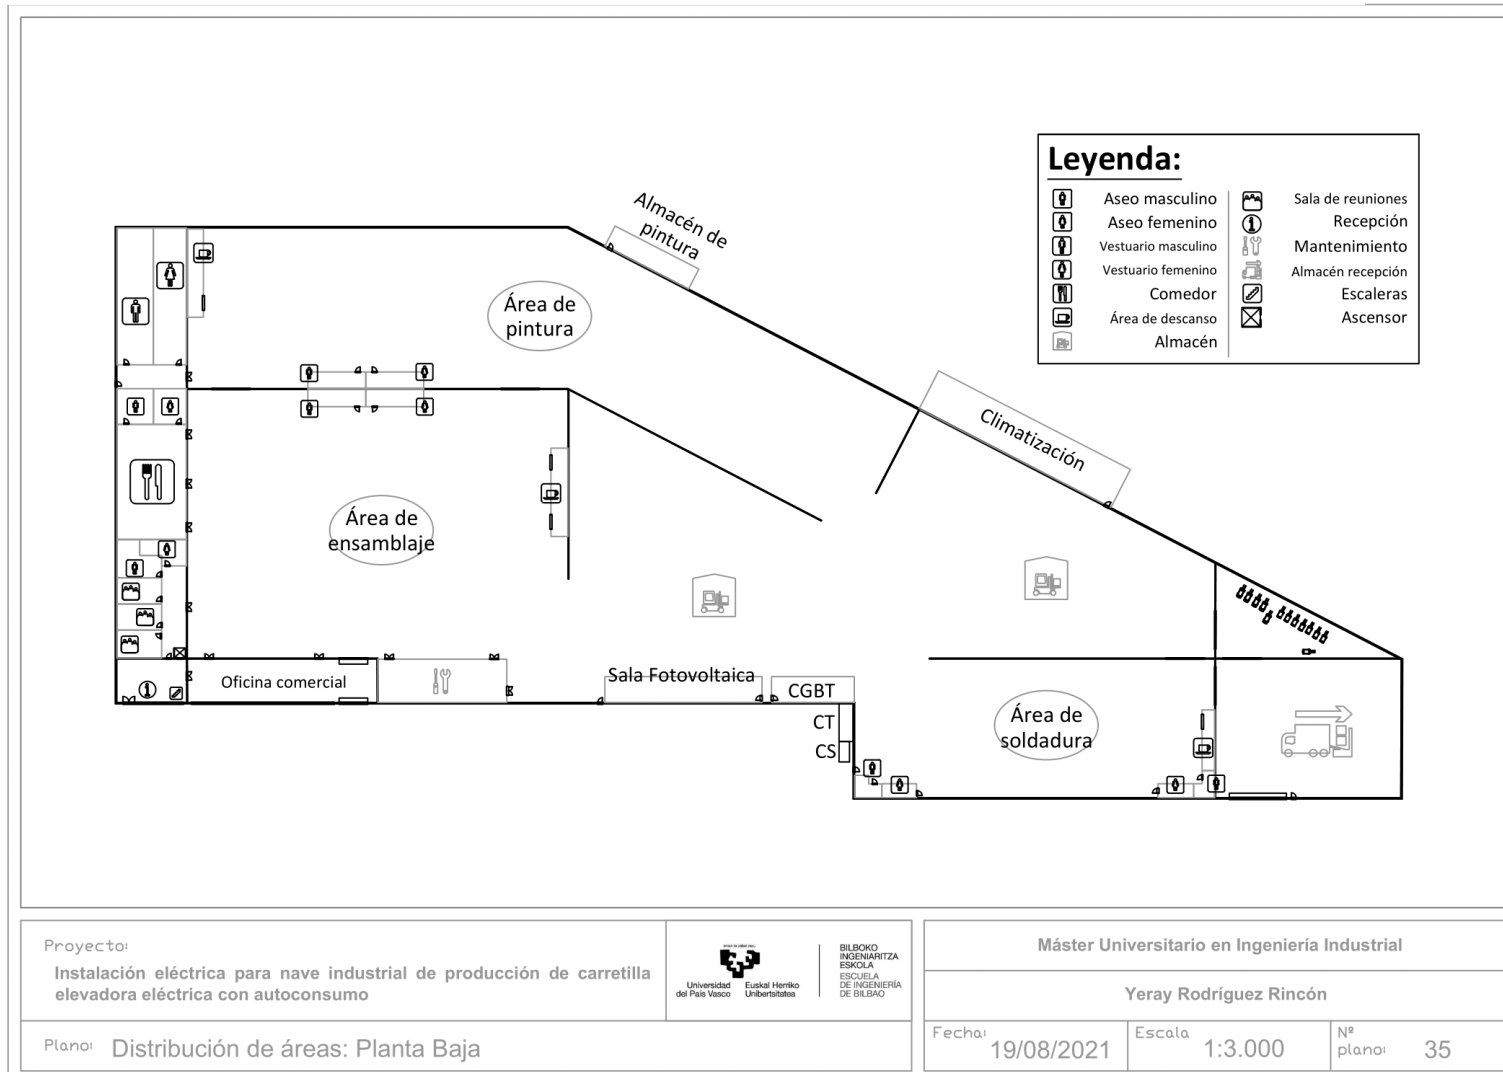 Leyenda:
Aseo masculino
Aseo femenino
Vestuario masculino
Vestuario femenino
Comedor
Área de descanso
Almacén
Sala de reuniones
Recepción
Mantenimiento
Almacén recepción
Escaleras
Ascensor
Almacén de
pintura
Área de
pintura
Climatización
Área de
ensamblaje
Sala Fotovoltaica
Oficina comercial
CGBT
CT
CS
Área de
soldadura
Proyecto:
Instalación eléctrica para nave industrial de producción de carretilla
elevadora eléctrica con autoconsumo
Universidad
del País Vasco
Euskal Herriko
Unibertsitatea
BILBOKO
INGENIARITZA
ESKOLA
ESCUELA
DE INGENIERÍA
DE BILBAO
Plano: Distribución de áreas: Planta Baja
Máster Universitario en Ingeniería Industrial
Yeray Rodríguez Rincón
Fecha: 19/08/2021
Escala 1:3.000
Nº
plano: 35